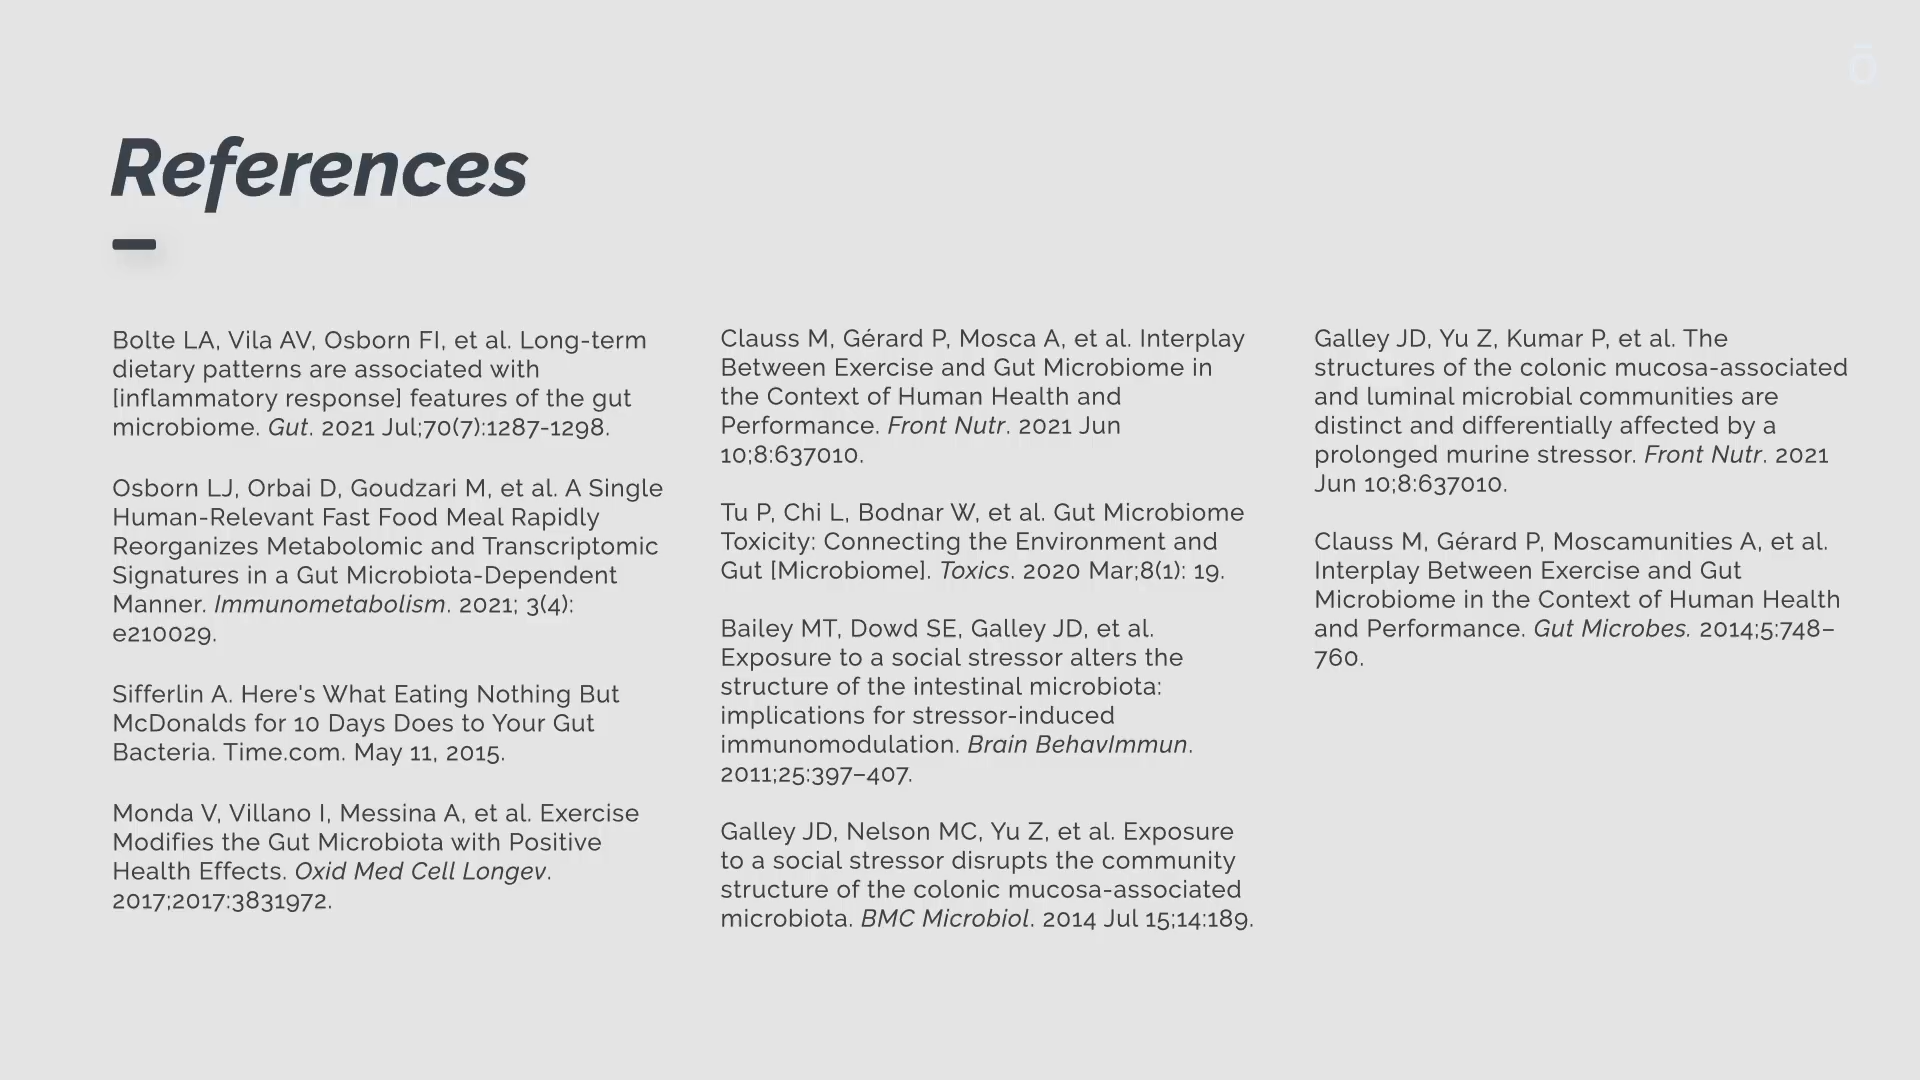 ō
References
Bolte LA, Vila AV, Osborn FI, et al. Long-term
dietary patterns are associated with
[inflammatory response] features of the gut
microbiome. Gut. 2021 Jul;70(7):1287-1298.
Osborn LJ, Orbai D, Goudzari M, et al. A Single
Human-Relevant Fast Food Meal Rapidly
Reorganizes Metabolomic and Transcriptomic
Signatures in a Gut Microbiota-Dependent
Manner. Immunometabolism. 2021; 3(4):
e210029.
Sifferlin A. Here's What Eating Nothing But
McDonalds for 10 Days Does to Your Gut
Bacteria. Time.com. May 11, 2015.
Monda V, Villano I, Messina A, et al. Exercise
Modifies the Gut Microbiota with Positive
Health Effects. Oxid Med Cell Longev.
2017;2017:3831972.
Clauss M, Gérard P, Mosca A, et al. Interplay
Between Exercise and Gut Microbiome in
the Context of Human Health and
Performance. Front Nutr. 2021 Jun
10;8:637010.
Tu P, Chi L, Bodnar W, et al. Gut Microbiome
Toxicity: Connecting the Environment and
Gut [Microbiome]. Toxics. 2020 Mar;8(1): 19.
Bailey MT, Dowd SE, Galley JD, et al.
Exposure to a social stressor alters the
structure of the intestinal microbiota:
implications for stressor-induced
immunomodulation. Brain BehavImmun.
2011;25:397–407.
Galley JD, Nelson MC, Yu Z, et al. Exposure
to a social stressor disrupts the community
structure of the colonic mucosa-associated
microbiota. BMC Microbiol. 2014 Jul 15;14:189.
Galley JD, Yu Z, Kumar P, et al. The
structures of the colonic mucosa-associated
and luminal microbial communities are
distinct and differentially affected by a
prolonged murine stressor. Front Nutr. 2021
Jun 10;8:637010.
Clauss M, Gérard P, Moscamunities A, et al.
Interplay Between Exercise and Gut
Microbiome in the Context of Human Health
and Performance. Gut Microbes. 2014;5:748–
760.